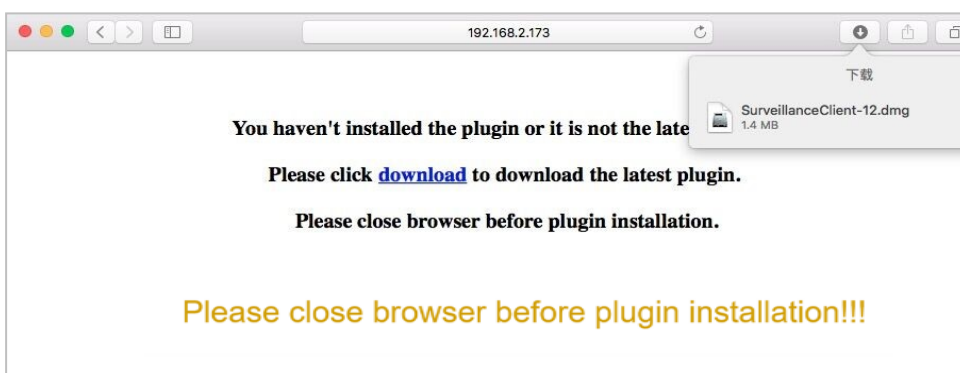 192.168.2.173
下载
SurveillanceClient-12.dmg
1.4 MB
You haven't installed the plugin or it is not the late
Please click download to download the latest plugin.
Please close browser before plugin installation.
Please close browser before plugin installation!!!